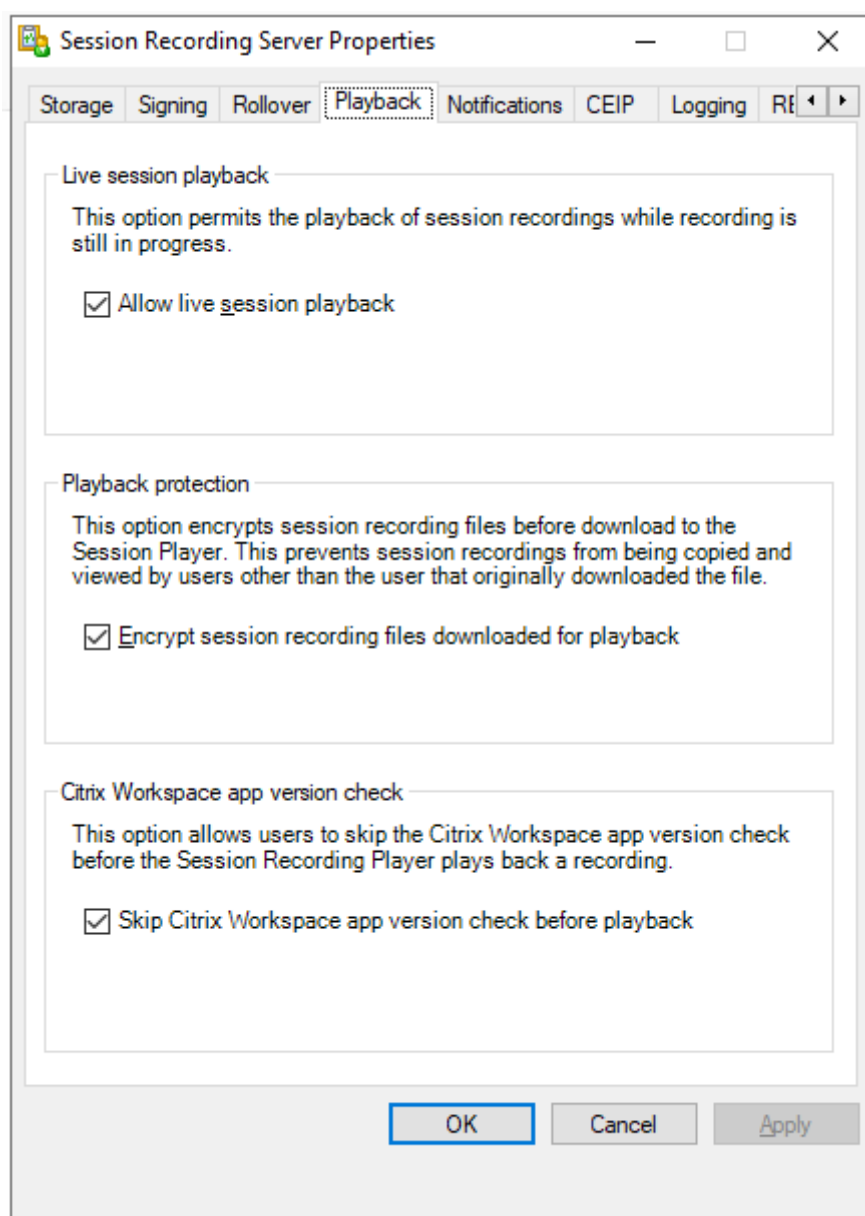 Session Recording Server Properties
Storage Signing Rollover Playback Notifications CEIP Logging
Live session playback
This option permits the playback of session recordings while recording is
still in progress.
Allow live session playback
Playback protection
This option encrypts session recording files before download to the
Session Player. This prevents session recordings from being copied and
viewed by users other than the user that originally downloaded the file.
Encrypt session recording files downloaded for playback
Citrix Workspace app version check
This option allows users to skip the Citrix Workspace app version check
before the Session Recording Player plays back a recording.
Skip Citrix Workspace app version check before playback
OK Cancel Apply